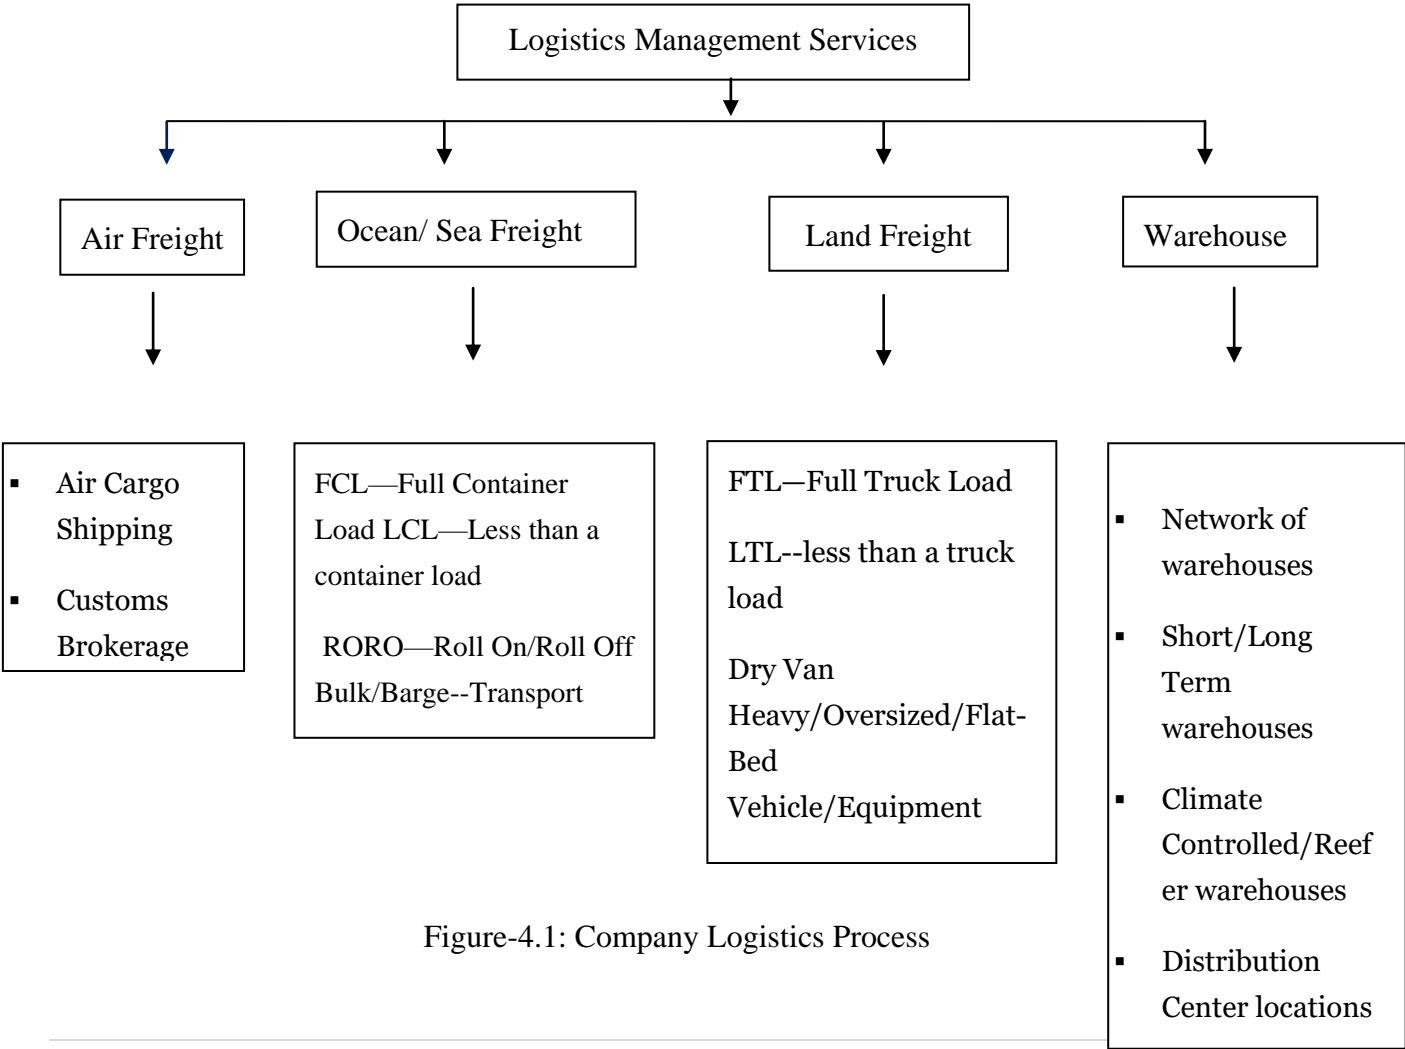 Logistics Management Services
Air Freight
Ocean/ Sea Freight
Land Freight
Warehouse
▪ Air Cargo
Shipping
▪ Customs
Brokerage
FCL—Full Container
Load LCL—Less than a
container load
RORO—Roll On/Roll Off
Bulk/Barge--Transport
FTL—Full Truck Load
LTL--less than a truck
load
Dry Van
Heavy/Oversized/Flat-
Bed
Vehicle/Equipment
▪ Network of
warehouses
▪ Short/Long
Term
warehouses
▪ Climate
Controlled/Reef
er warehouses
▪ Distribution
Center locations
Figure-4.1: Company Logistics Process